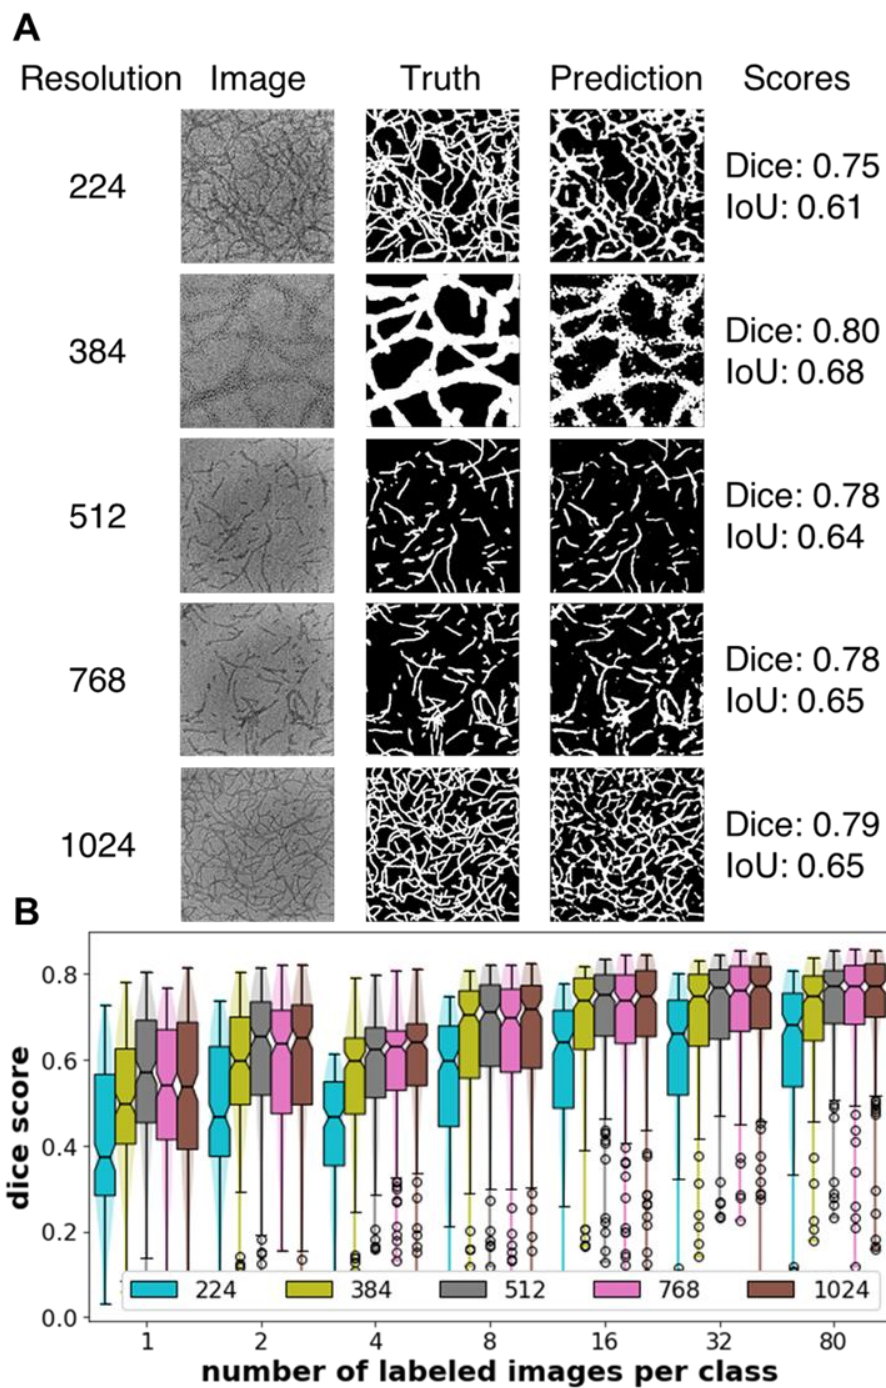 A
Resolution Image Truth Prediction Scores
224
Dice: 0.75
IoU: 0.61
384
Dice: 0.80
IoU: 0.68
512
Dice: 0.78
IoU: 0.64
768
Dice: 0.78
IoU: 0.65
1024
Dice: 0.79
IoU: 0.65
B
dice score
0.8
0.6
0.4
0.2
0.0
224 384 512 768 1024
1 2 4 8 16 32 80
number of labeled images per class